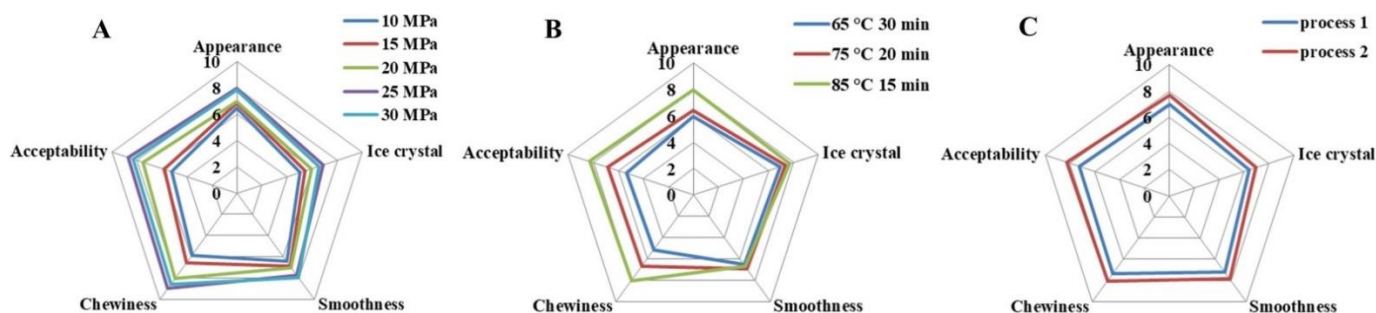 A
10 MPa
15 MPa
20 MPa
25 MPa
30 MPa
Appearance
10
8
6
4
2
0
Ice crystal
Smoothness
Chewiness
Acceptability
B
65 °C 30 min
75 °C 20 min
85 °C 15 min
Appearance
10
8
6
4
2
0
Ice crystal
Smoothness
Chewiness
Acceptability
C
process 1
process 2
Appearance
10
8
6
4
2
0
Ice crystal
Smoothness
Chewiness
Acceptability